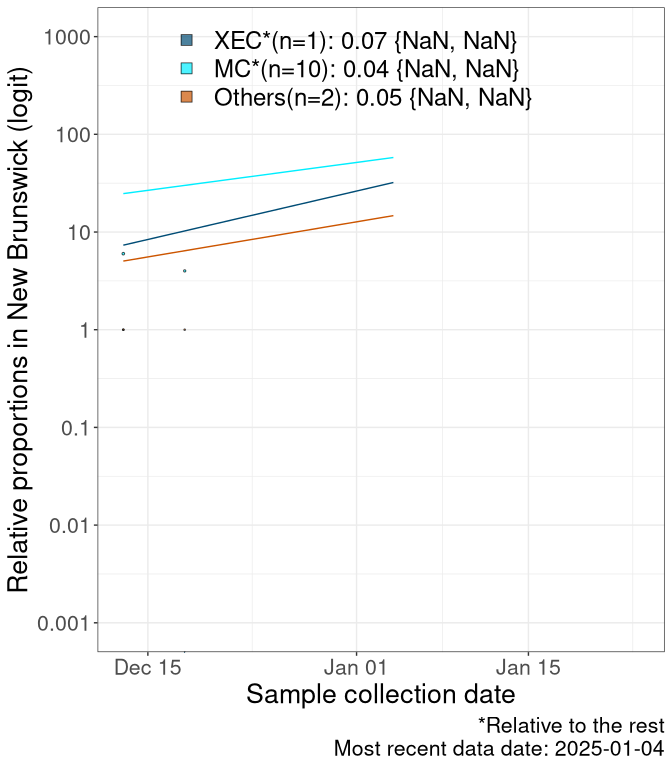 XEC*(n=1): 0.07 {NaN, NaN}
MC*(n=10): 0.04 {NaN, NaN}
Others(n=2): 0.05 {NaN, NaN}
Relative proportions in New Brunswick (logit)
1000
100
10
1
0.1
0.01
0.001
Dec 15 Jan 01 Jan 15
Sample collection date
*Relative to the rest
Most recent data date: 2025-01-04